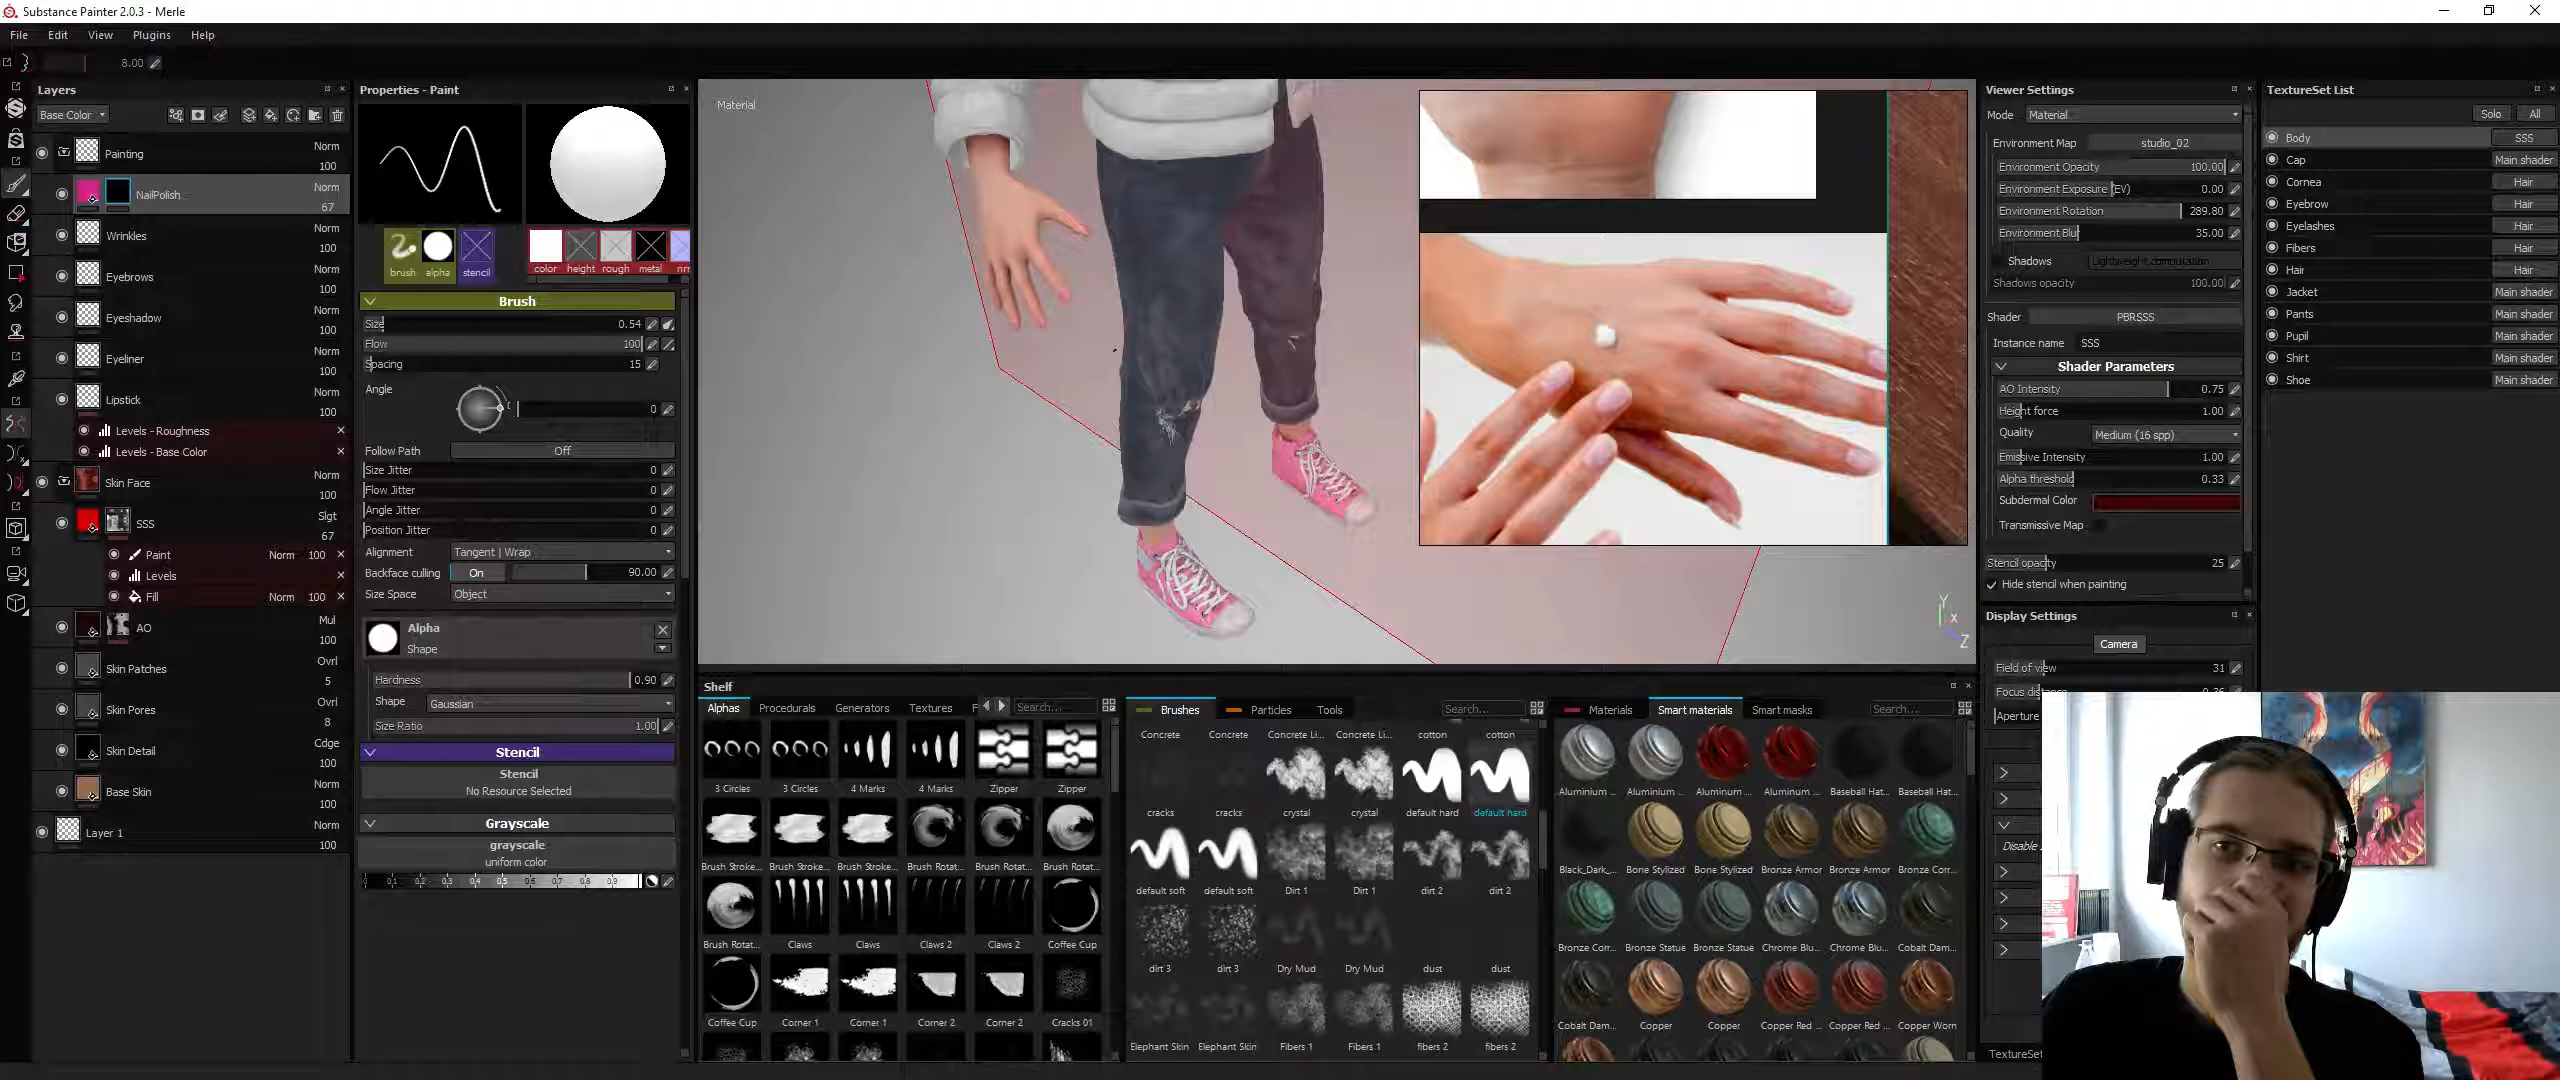 Substance Painter 2.0.3 - Merle
File Edit View Plugins Help
8.00
Layers
Base Color
Painting Norm 100
NailPolish Norm 67
Wrinkles Norm 100
Eyebrows Norm 100
Eyeshadow Norm 100
Eyeliner Norm 100
Lipstick Norm 100
Levels - Roughness
Levels - Base Color
Skin Face Norm 100
SSS Slgt 67
Paint Norm 100
Levels
Fill Norm 100
AO Mul 100
Skin Patches Ovrl 5
Skin Pores Ovrl 8
Skin Detail Cdge 100
Base Skin Norm 100
Layer 1 Norm 100
Properties - Paint
brush alpha stencil
color height rough metal nrm
Brush
Size 0.54
Flow 100
Spacing 15
Angle 0
Follow Path Off
Size Jitter 0
Flow Jitter 0
Angle Jitter 0
Position Jitter 0
Alignment Tangent | Wrap
Backface culling On 90.00
Size Space Object
Alpha
Shape
Hardness 0.90
Shape Gaussian
Size Ratio 1.00
Stencil
Stencil
No Resource Selected
Grayscale
grayscale
uniform color
Material
Y
X
Z
Shelf
Alphas Procedurals Generators Textures F Search...
3 Circles 3 Circles 4 Marks 4 Marks Zipper Zipper
Brush Stroke... Brush Stroke... Brush Stroke... Brush Rotat... Brush Rotat... Brush Rotat...
Brush Rotat... Claws Claws Claws 2 Claws 2 Coffee Cup
Coffee Cup Corner 1 Corner 1 Corner 2 Corner 2 Cracks 01
Brushes Particles Tools Search...
Concrete Concrete Concrete Li... Concrete Li... cotton cotton
cracks cracks crystal crystal default hard default hard
default soft default soft Dirt 1 Dirt 1 dirt 2 dirt 2
dirt 3 dirt 3 Dry Mud Dry Mud dust dust
Elephant Skin Elephant Skin Fibers 1 Fibers 1 fibers 2 fibers 2
Materials Smart materials Smart masks Search...
Aluminium ... Aluminium ... Aluminum ... Aluminum ... Baseball Hat... Baseball Hat...
Black_Dark_... Bone Stylized Bone Stylized Bronze Armor Bronze Armor Bronze Corr...
Bronze Corr... Bronze Statue Bronze Statue Chrome Blu... Chrome Blu... Cobalt Dam...
Cobalt Dam... Copper Copper Copper Red ... Copper Red ... Copper Worn
Viewer Settings
Mode Material
Environment Map studio_02
Environment Opacity 100.00
Environment Exposure (EV) 0.00
Environment Rotation 289.80
Environment Blur 35.00
Shadows Lightweight computation
Shadows opacity 100.00
Shader PBRSSS
Instance name SSS
Shader Parameters
AO Intensity 0.75
Height force 1.00
Quality Medium (16 spp)
Emissive Intensity 1.00
Alpha threshold 0.33
Subdermal Color
Transmissive Map
Stencil opacity 25
Hide stencil when painting
Display Settings
Camera
Field of view 31
Focus distance
Aperture
Disable
TextureSet
TextureSet List
Solo All
Body SSS
Cap Main shader
Cornea Hair
Eyebrow Hair
Eyelashes Hair
Fibers Hair
Hair Hair
Jacket Main shader
Pants Main shader
Pupil Main shader
Shirt Main shader
Shoe Main shader